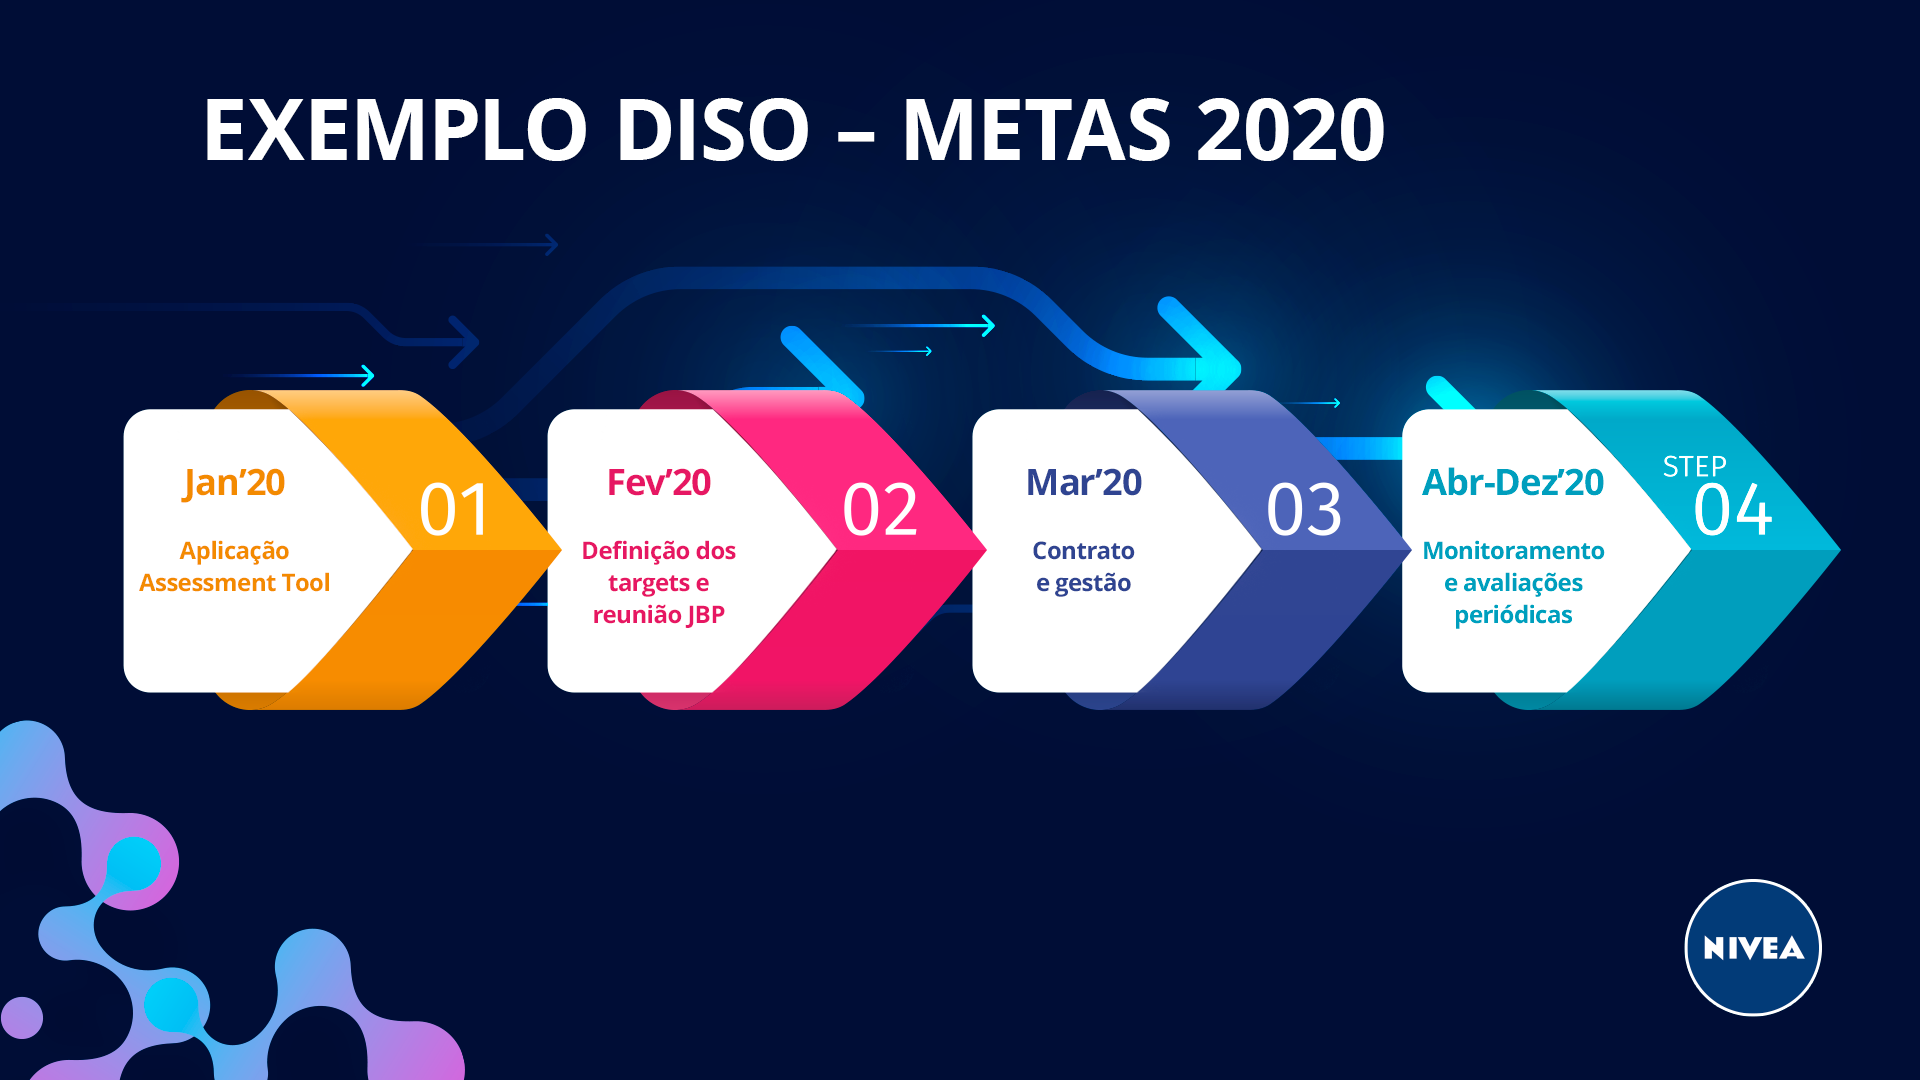 EXEMPLO DISO – METAS 2020
Jan’20
Aplicação
Assessment Tool
01
Fev’20
Definição dos
targets e
reunião JBP
02
Mar’20
Contrato
e gestão
03
Abr-Dez’20
Monitoramento
e avaliações
periódicas
STEP
04
NIVEA